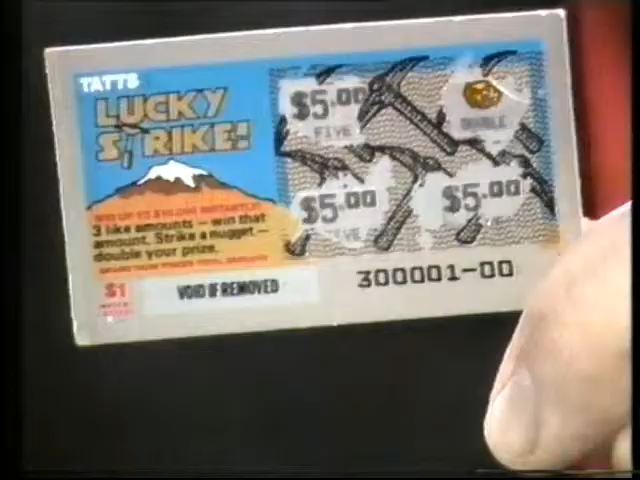 TATTS
LUCKY
STRIKE!
3 like amounts — win that
amount. Strike a nugget —
double your prize.
$1
VOID IF REMOVED
$5.00
FIVE
DOUBLE
$5.00
$5.00
300001-00